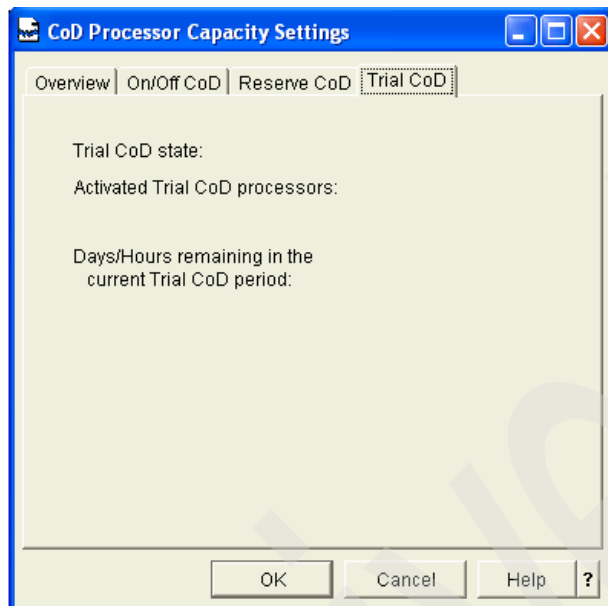 CoD Processor Capacity Settings
Overview On/Off CoD Reserve CoD Trial CoD
Trial CoD state:
Activated Trial CoD processors:
Days/Hours remaining in the
current Trial CoD period:
OK Cancel Help ?